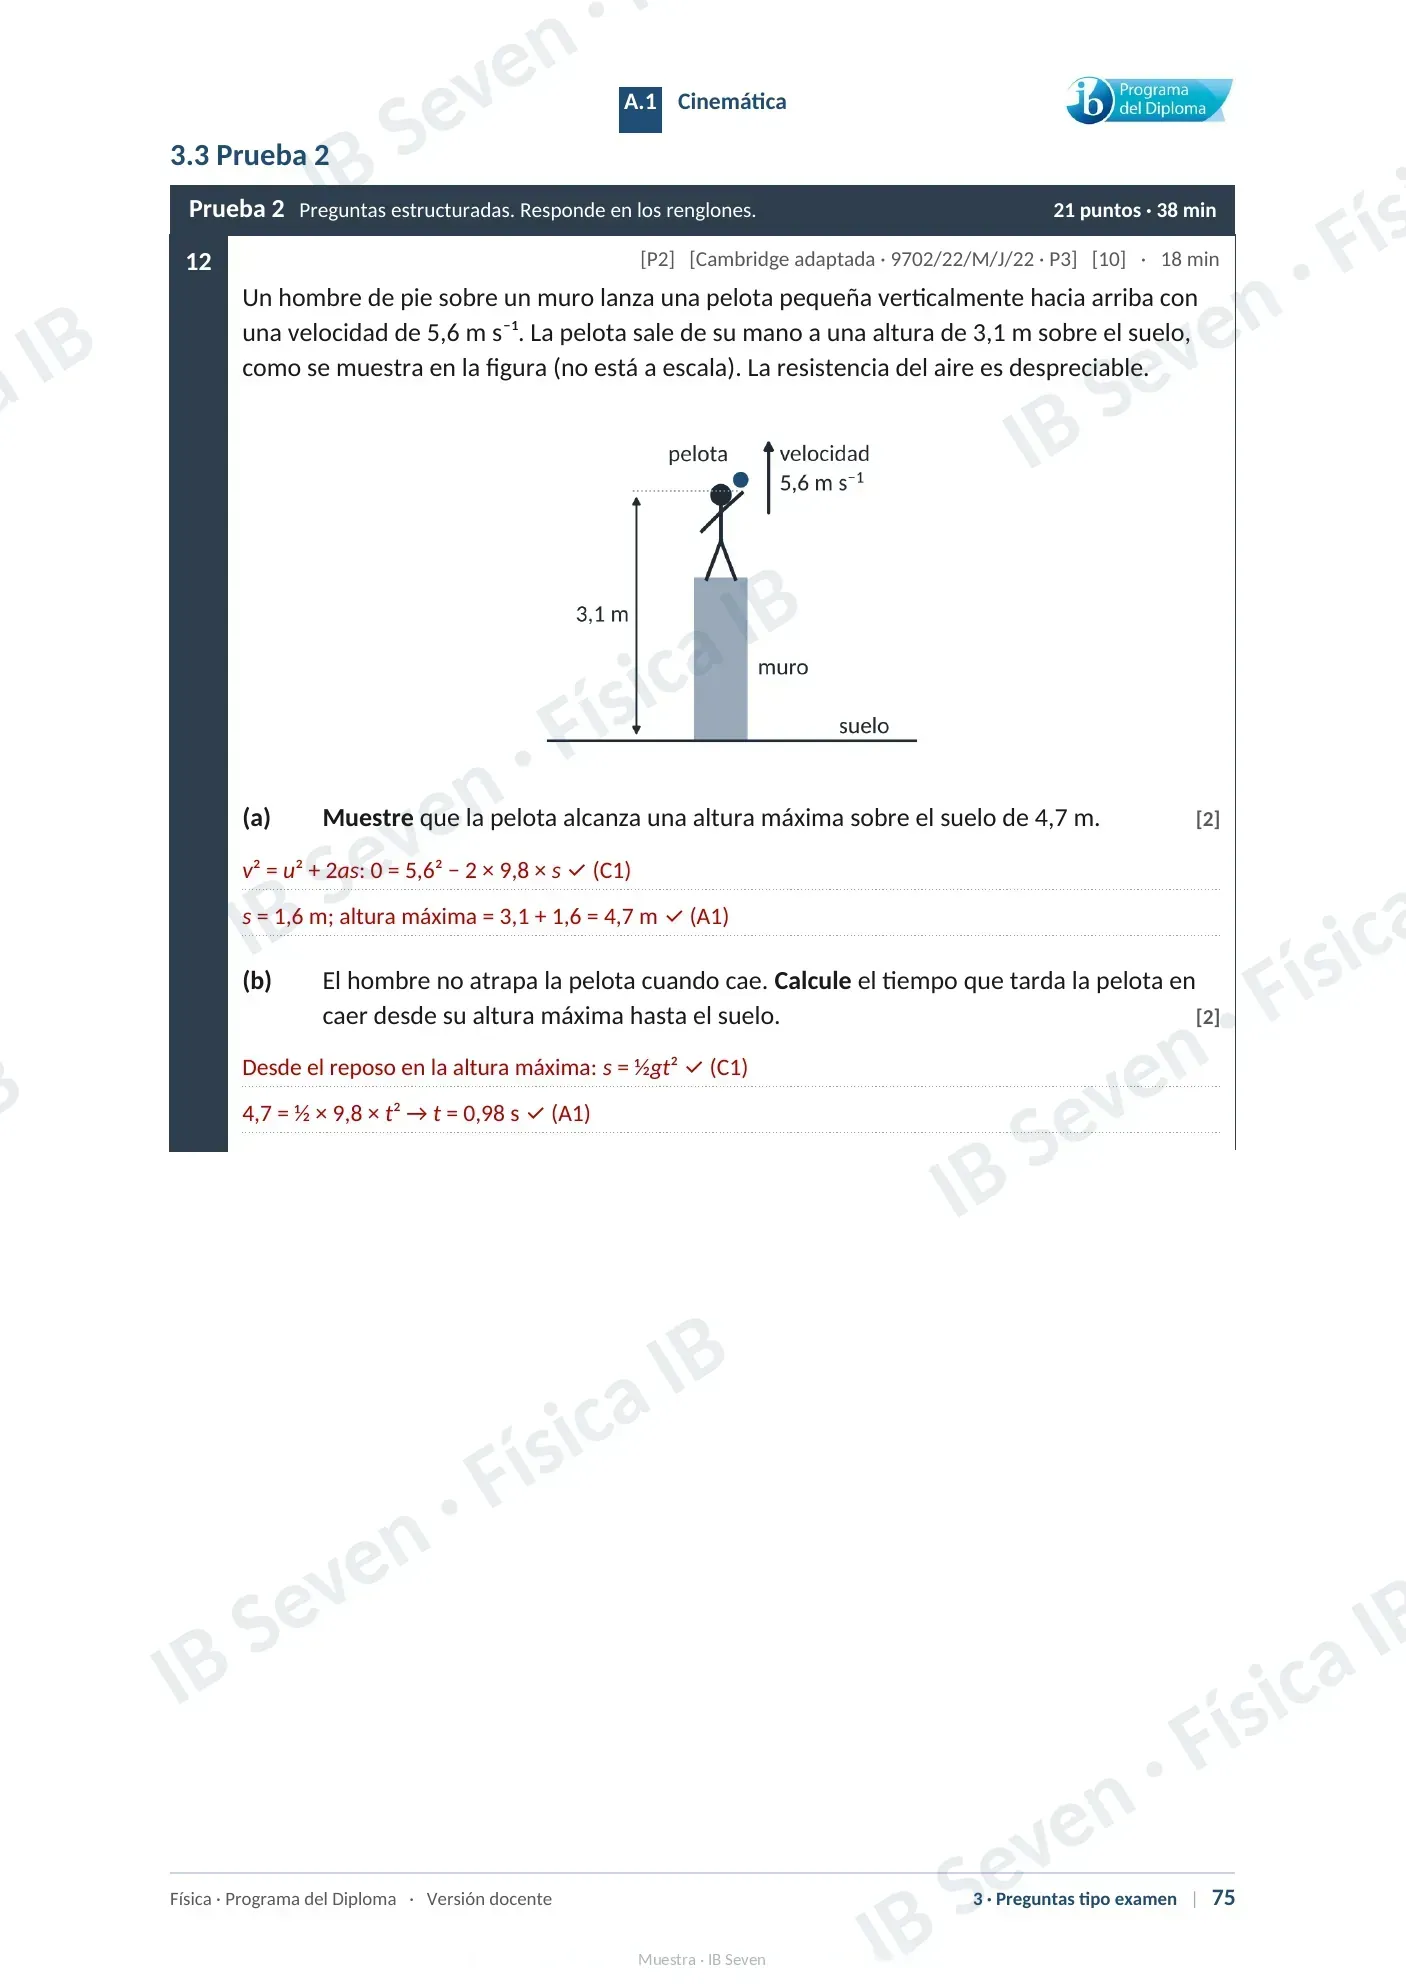 A.1 Cinemática
ib Programa
del Diploma
3.3 Prueba 2
Prueba 2 Preguntas estructuradas. Responde en los renglones. 21 puntos · 38 min
12 [P2] [Cambridge adaptada · 9702/22/M/J/22 · P3] [10] · 18 min
Un hombre de pie sobre un muro lanza una pelota pequeña verticalmente hacia arriba con
una velocidad de 5,6 m s⁻¹. La pelota sale de su mano a una altura de 3,1 m sobre el suelo,
como se muestra en la figura (no está a escala). La resistencia del aire es despreciable.
pelota velocidad
5,6 m s⁻¹
3,1 m
muro
suelo
(a) Muestre que la pelota alcanza una altura máxima sobre el suelo de 4,7 m. [2]
v² = u² + 2as: 0 = 5,6² − 2 × 9,8 × s ✓ (C1)
s = 1,6 m; altura máxima = 3,1 + 1,6 = 4,7 m ✓ (A1)
(b) El hombre no atrapa la pelota cuando cae. Calcule el tiempo que tarda la pelota en
caer desde su altura máxima hasta el suelo. [2]
Desde el reposo en la altura máxima: s = ½gt² ✓ (C1)
4,7 = ½ × 9,8 × t² → t = 0,98 s ✓ (A1)
IB Seven · Física IB
IB Seven · Física IB
IB Seven · Física IB
IB Seven · Física IB
IB Seven · Física IB
Física · Programa del Diploma · Versión docente 3 · Preguntas tipo examen | 75
Muestra · IB Seven